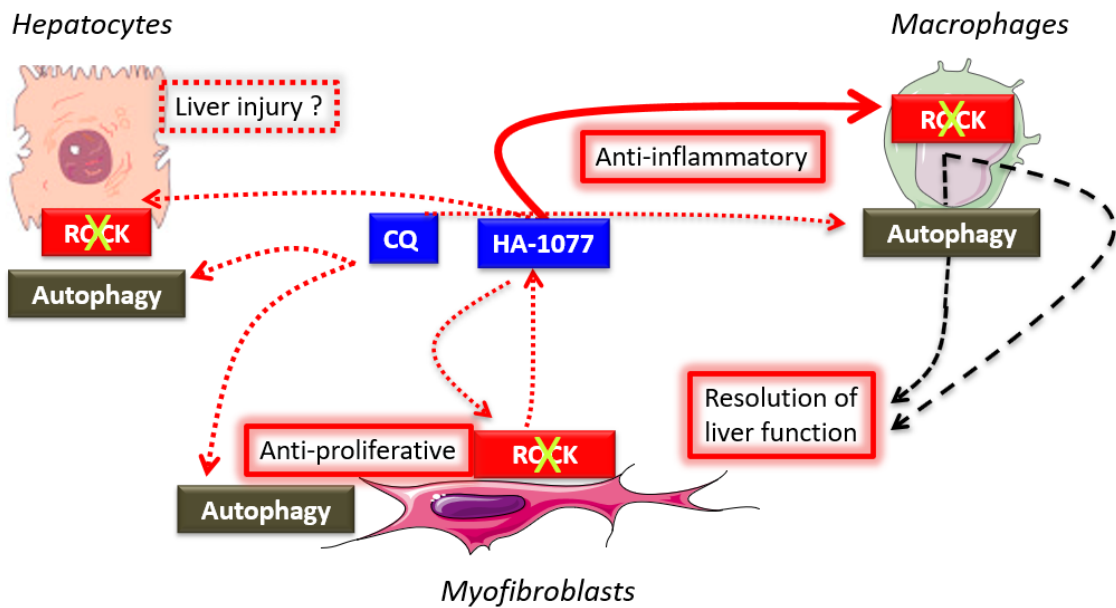 Hepatocytes
Macrophages
Liver injury ?
ROCK
Anti-inflammatory
ROCK
CQ
HA-1077
Autophagy
Autophagy
Resolution of
liver function
Anti-proliferative
ROCK
Autophagy
Myofibroblasts